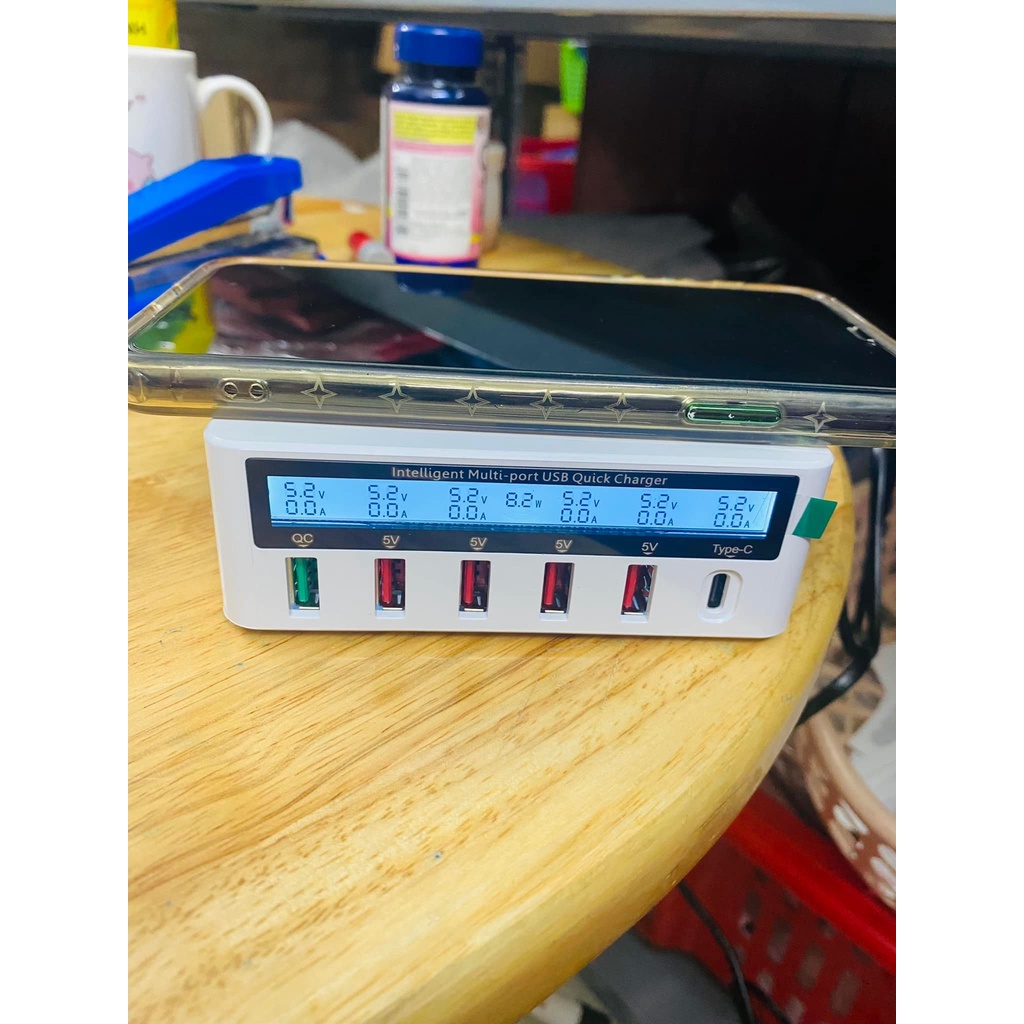 Intelligent Multi-port USB Quick Charger
5.2V 5.2V 5.2V 8.2W 5.2V 5.2V 5.2V
0.0A 0.0A 0.0A 0.0A 0.0A 0.0A
QC 5V 5V 5V 5V Type-C